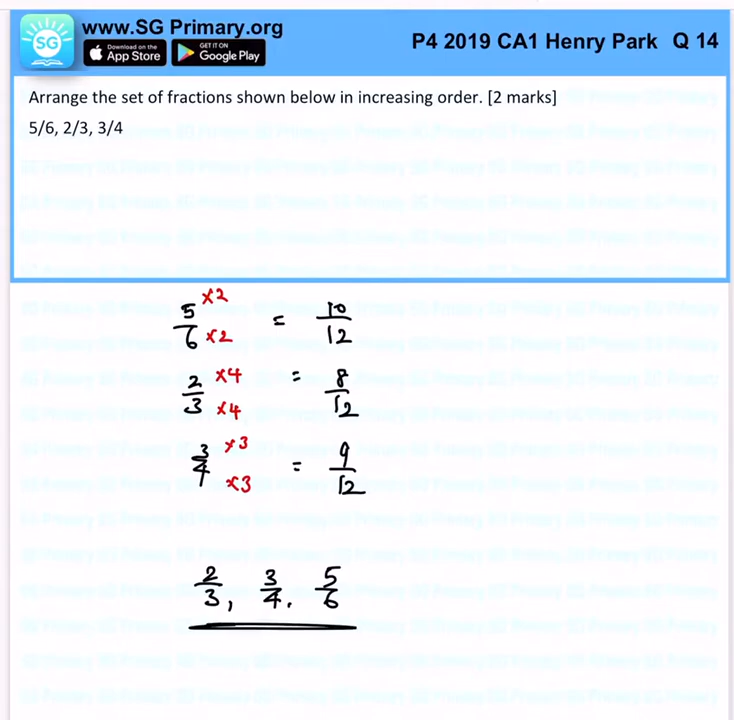 www.SG Primary.org
SG
Download on the App Store
GET IT ON Google Play
P4 2019 CA1 Henry Park Q 14
Arrange the set of fractions shown below in increasing order. [2 marks]
5/6, 2/3, 3/4
5/6 ×2 ×2 = 10/12
2/3 ×4 ×4 = 8/12
3/4 ×3 ×3 = 9/12
2/3, 3/4. 5/6